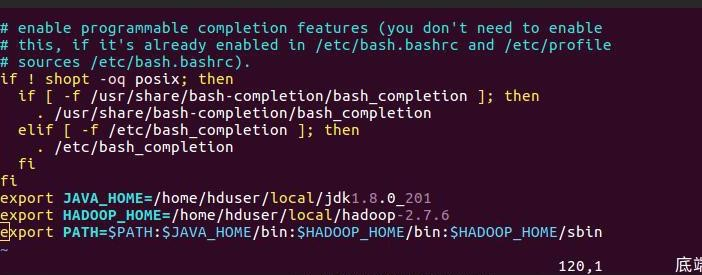 # enable programmable completion features (you don't need to enable
# this, if it's already enabled in /etc/bash.bashrc and /etc/profile
# sources /etc/bash.bashrc).
if ! shopt -oq posix; then
  if [ -f /usr/share/bash-completion/bash_completion ]; then
    . /usr/share/bash-completion/bash_completion
  elif [ -f /etc/bash_completion ]; then
    . /etc/bash_completion
  fi
fi
export JAVA_HOME=/home/hduser/local/jdk1.8.0_201
export HADOOP_HOME=/home/hduser/local/hadoop-2.7.6
export PATH=$PATH:$JAVA_HOME/bin:$HADOOP_HOME/bin:$HADOOP_HOME/sbin
~
120,1 底端